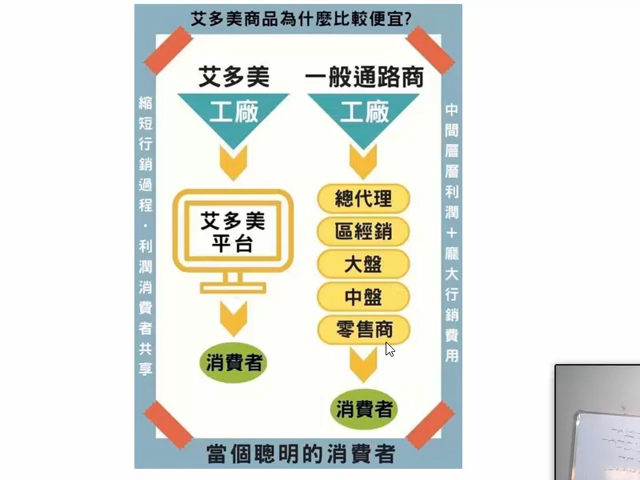 艾多美商品為什麼比較便宜?
艾多美
工廠
艾多美
平台
消費者
一般通路商
工廠
總代理
區經銷
大盤
中盤
零售商
消費者
縮短行銷過程·利潤消費者共享
中間層層利潤+龐大行銷費用
當個聰明的消費者